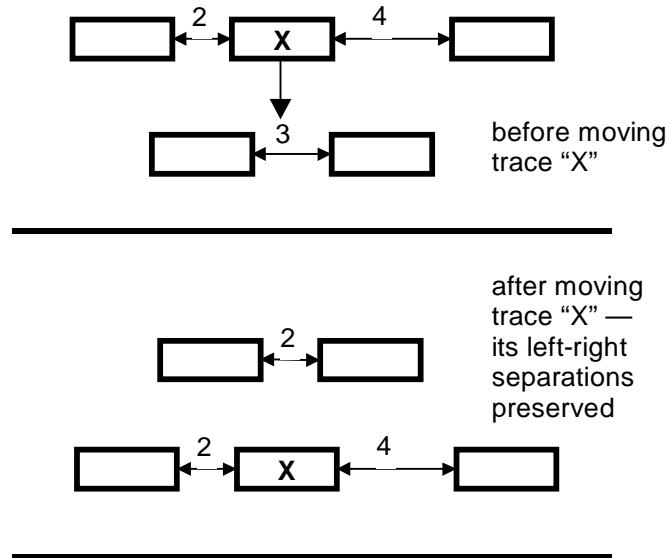 2
4
X
3
before moving
trace “X”
after moving
trace “X” —
its left-right
separations
preserved
2
2
4
X